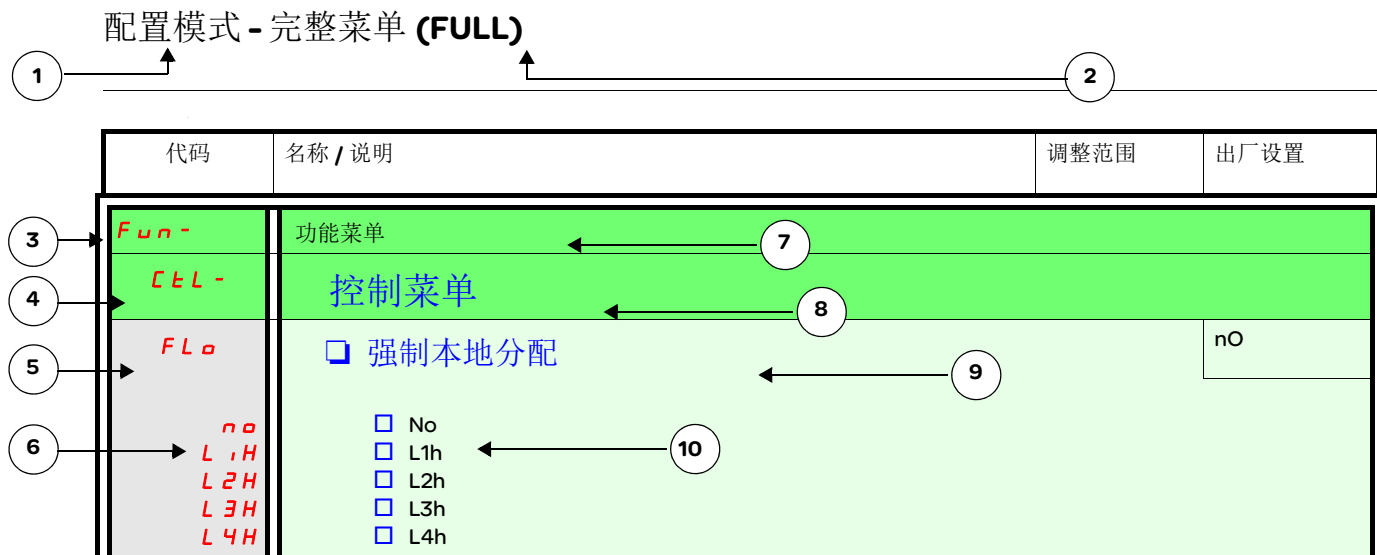 配置模式 - 完整菜单 (FULL)
1
2
代码 名称 / 说明 调整范围 出厂设置
3 Fun- 功能菜单 7
4 CtL- 控制菜单 8
5 FLo ❏ 强制本地分配 9 nO
no □ No
6 L1H □ L1h 10
L2H □ L2h
L3H □ L3h
L4H □ L4h